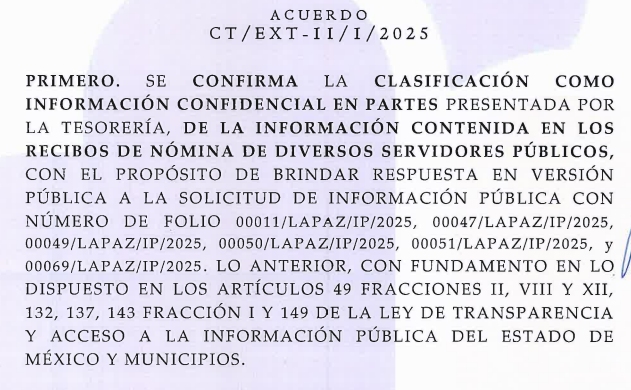 ACUERDO
CT/EXT-II/I/2025
PRIMERO. SE CONFIRMA LA CLASIFICACIÓN COMO
INFORMACIÓN CONFIDENCIAL EN PARTES PRESENTADA POR
LA TESORERÍA, DE LA INFORMACIÓN CONTENIDA EN LOS
RECIBOS DE NÓMINA DE DIVERSOS SERVIDORES PÚBLICOS,
CON EL PROPÓSITO DE BRINDAR RESPUESTA EN VERSIÓN
PÚBLICA A LA SOLICITUD DE INFORMACIÓN PÚBLICA CON
NÚMERO DE FOLIO 00011/LAPAZ/IP/2025, 00047/LAPAZ/IP/2025,
00049/LAPAZ/IP/2025, 00050/LAPAZ/IP/2025, 00051/LAPAZ/IP/2025, y
00069/LAPAZ/IP/2025. LO ANTERIOR, CON FUNDAMENTO EN LO
DISPUESTO EN LOS ARTÍCULOS 49 FRACCIONES II, VIII Y XII,
132, 137, 143 FRACCIÓN I Y 149 DE LA LEY DE TRANSPARENCIA
Y ACCESO A LA INFORMACIÓN PÚBLICA DEL ESTADO DE
MÉXICO Y MUNICIPIOS.